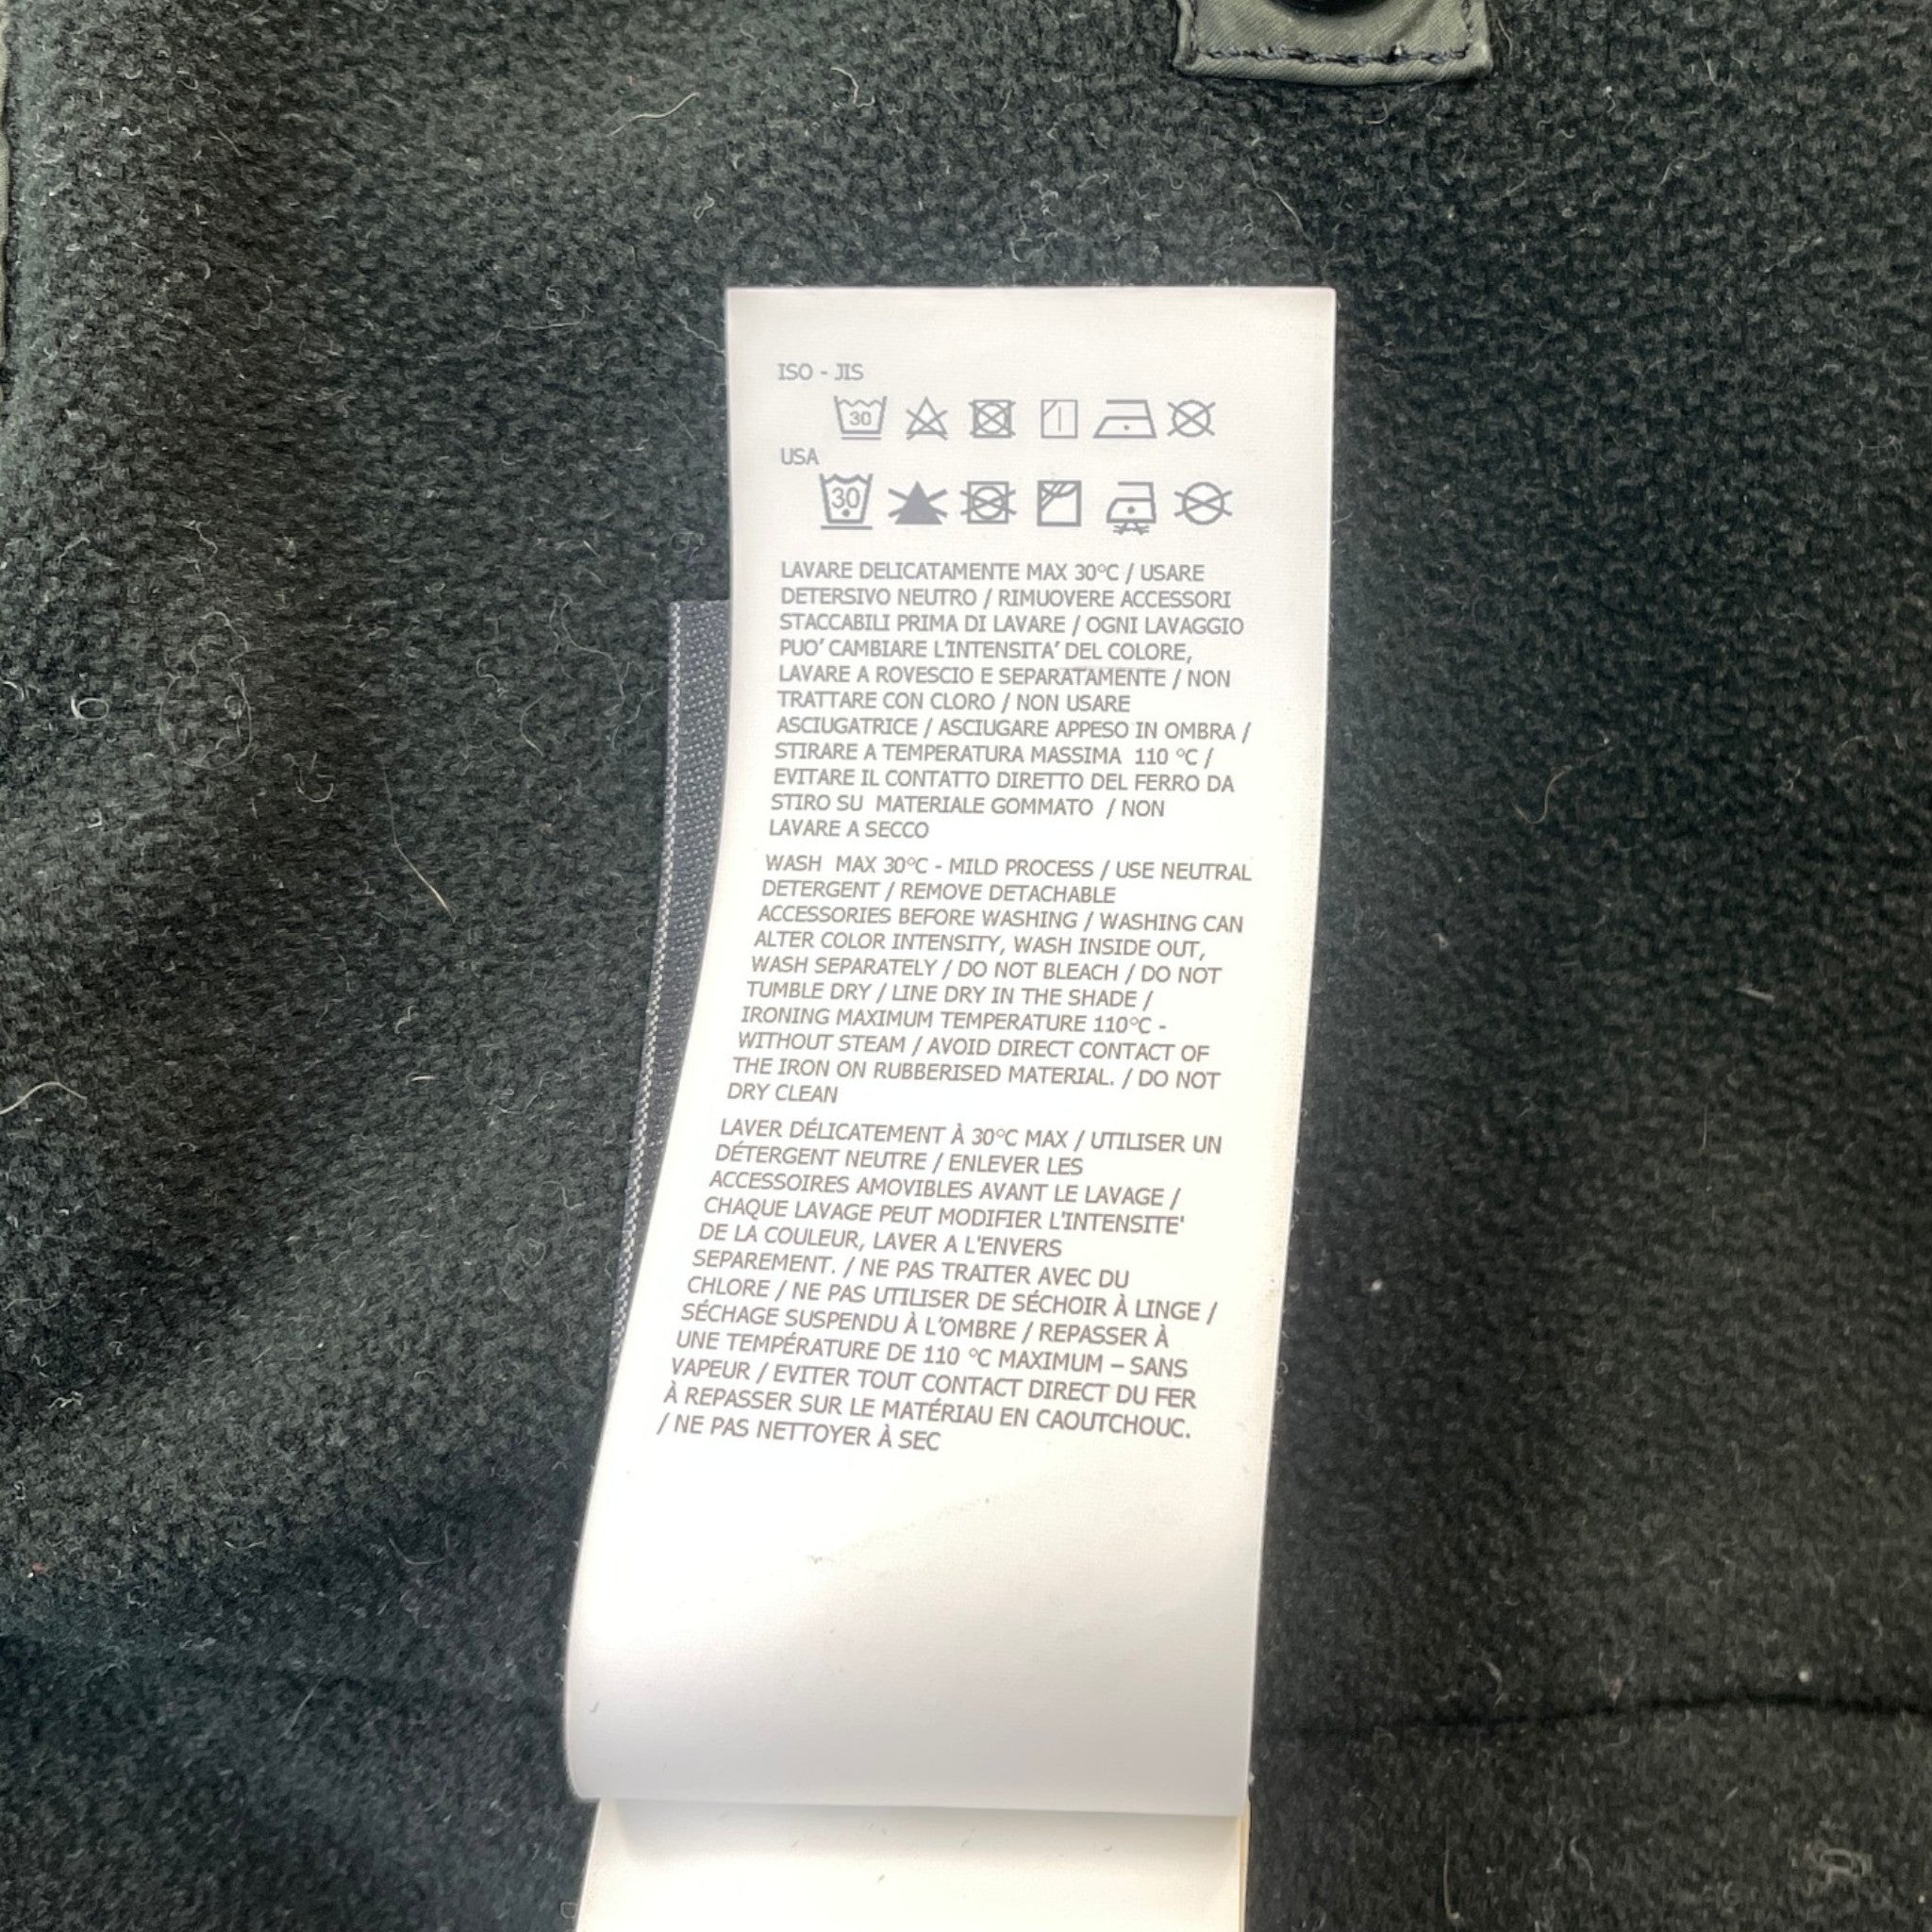 ISO - JIS
30
USA
30
LAVARE DELICATAMENTE MAX 30°C / USARE
DETERSIVO NEUTRO / RIMUOVERE ACCESSORI
STACCABILI PRIMA DI LAVARE / OGNI LAVAGGIO
PUO’ CAMBIARE L’INTENSITA’ DEL COLORE,
LAVARE A ROVESCIO E SEPARATAMENTE / NON
TRATTARE CON CLORO / NON USARE
ASCIUGATRICE / ASCIUGARE APPESO IN OMBRA /
STIRARE A TEMPERATURA MASSIMA 110 °C /
EVITARE IL CONTATTO DIRETTO DEL FERRO DA
STIRO SU MATERIALE GOMMATO / NON
LAVARE A SECCO
WASH MAX 30°C - MILD PROCESS / USE NEUTRAL
DETERGENT / REMOVE DETACHABLE
ACCESSORIES BEFORE WASHING / WASHING CAN
ALTER COLOR INTENSITY, WASH INSIDE OUT,
WASH SEPARATELY / DO NOT BLEACH / DO NOT
TUMBLE DRY / LINE DRY IN THE SHADE /
IRONING MAXIMUM TEMPERATURE 110°C -
WITHOUT STEAM / AVOID DIRECT CONTACT OF
THE IRON ON RUBBERISED MATERIAL. / DO NOT
DRY CLEAN
LAVER DÉLICATEMENT À 30°C MAX / UTILISER UN
DÉTERGENT NEUTRE / ENLEVER LES
ACCESSOIRES AMOVIBLES AVANT LE LAVAGE /
CHAQUE LAVAGE PEUT MODIFIER L'INTENSITE'
DE LA COULEUR, LAVER A L'ENVERS
SEPAREMENT. / NE PAS TRAITER AVEC DU
CHLORE / NE PAS UTILISER DE SÉCHOIR À LINGE /
SÉCHAGE SUSPENDU À L’OMBRE / REPASSER À
UNE TEMPÉRATURE DE 110 °C MAXIMUM – SANS
VAPEUR / EVITER TOUT CONTACT DIRECT DU FER
À REPASSER SUR LE MATÉRIAU EN CAOUTCHOUC.
/ NE PAS NETTOYER À SEC